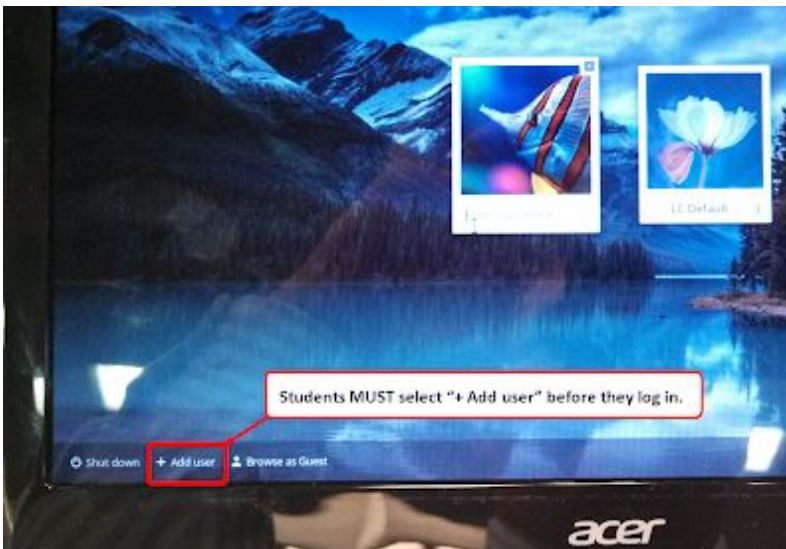 LC Default
Students MUST select “+ Add user” before they log in.
Shut down + Add user Browse as Guest
acer